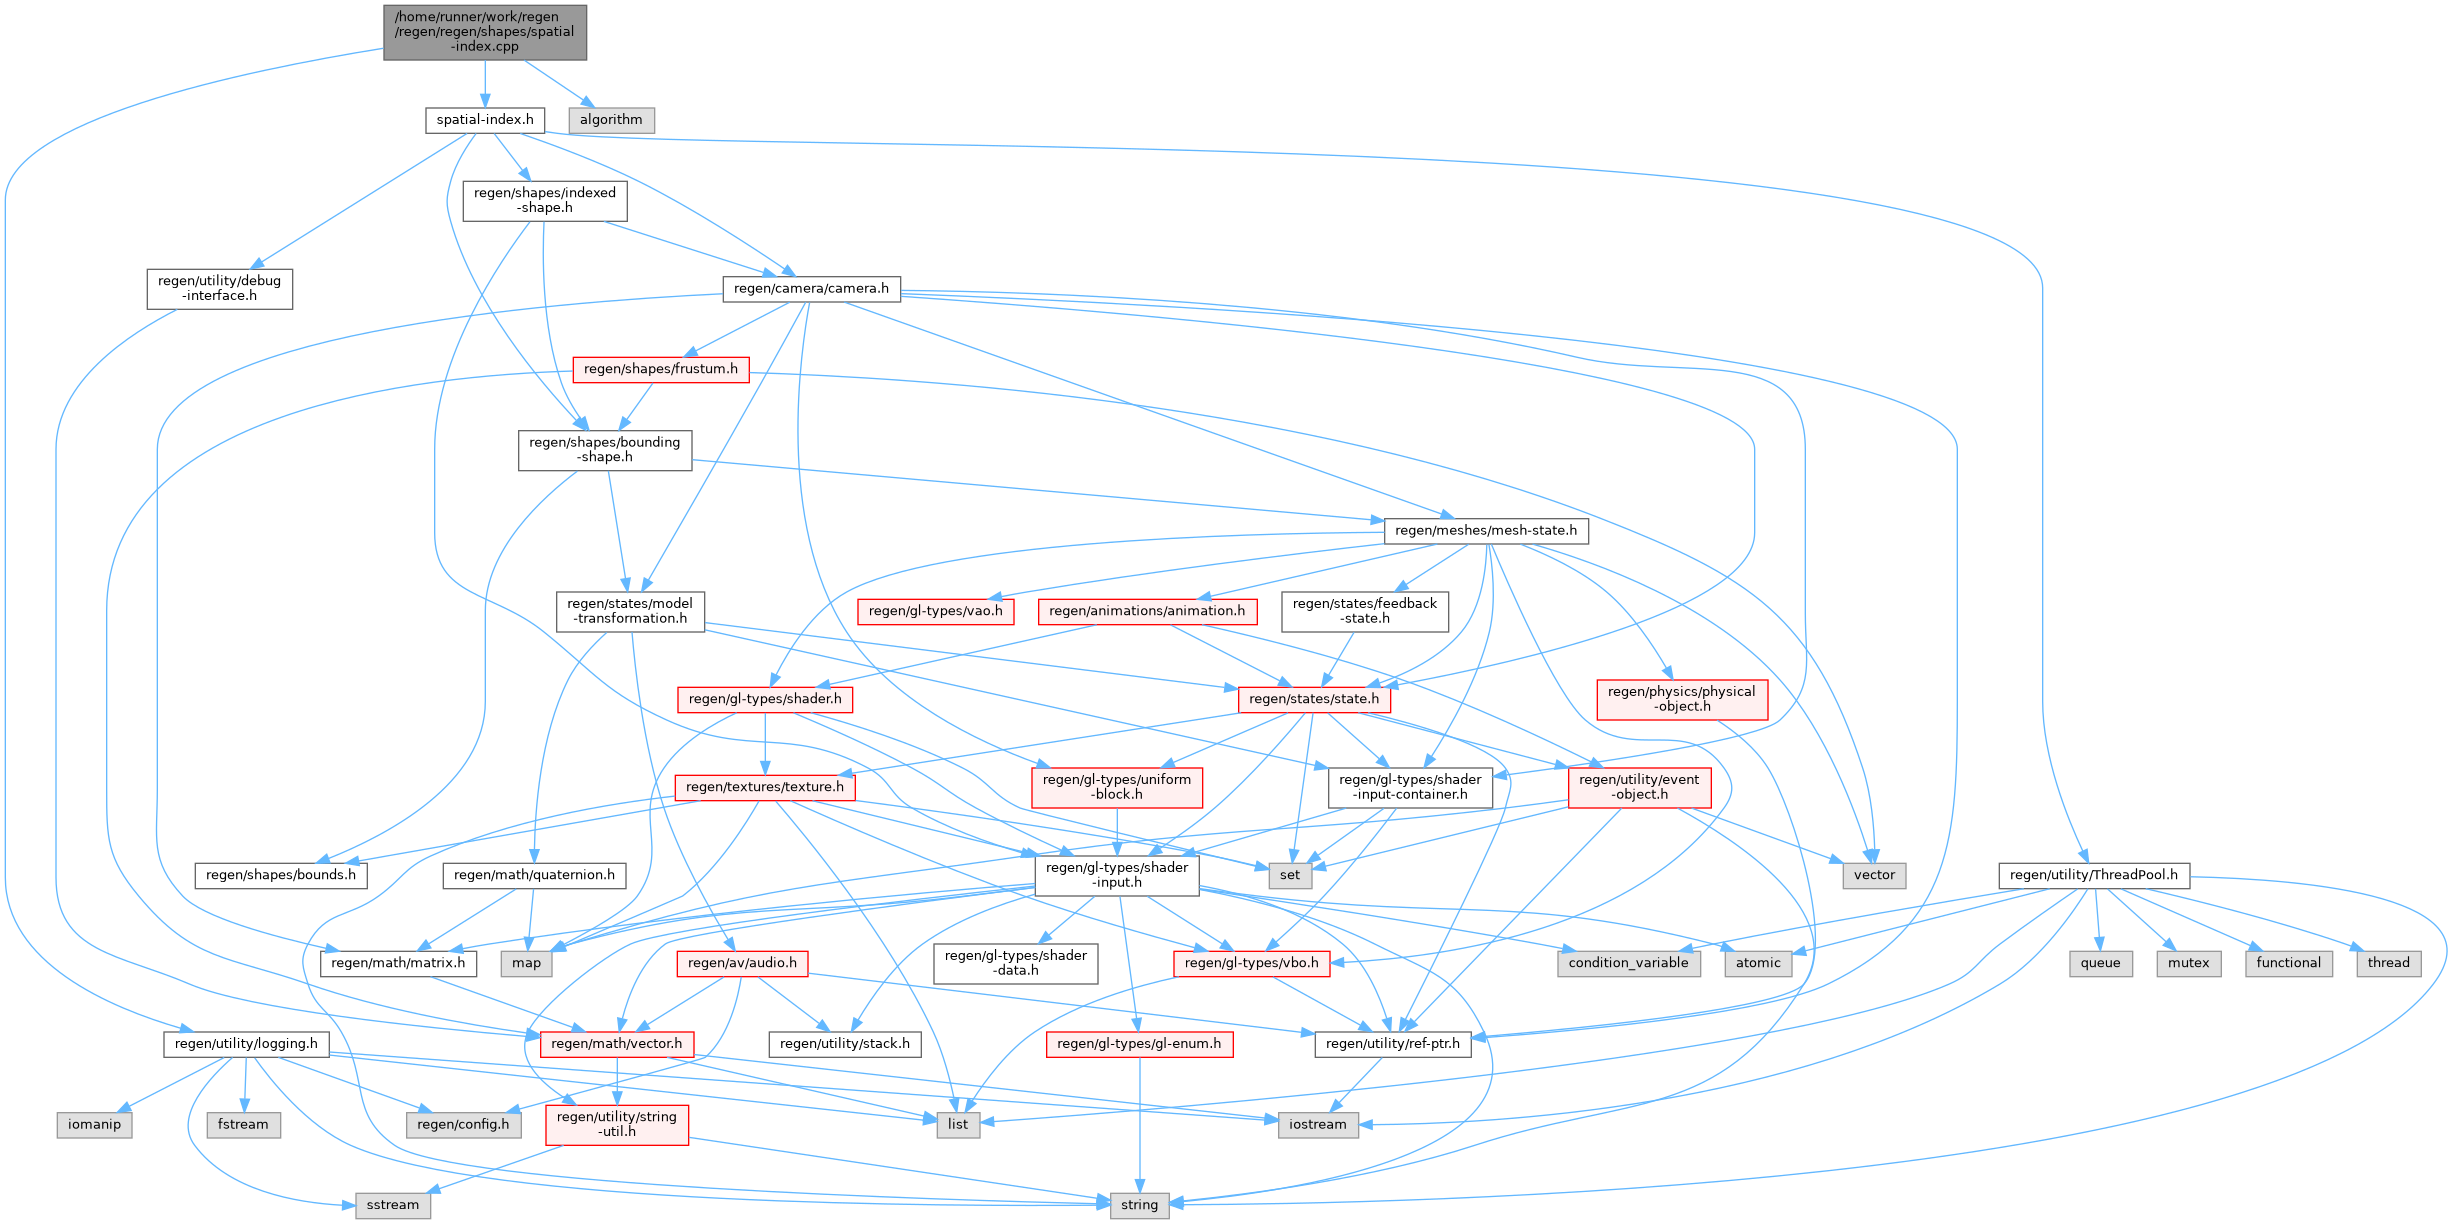 /home/runner/work/regen
/regen/regen/shapes/spatial
-index.cpp
spatial-index.h
algorithm
regen/shapes/indexed
-shape.h
regen/utility/debug
-interface.h
regen/camera/camera.h
regen/shapes/frustum.h
regen/shapes/bounding
-shape.h
regen/meshes/mesh-state.h
regen/states/model
-transformation.h
regen/gl-types/vao.h
regen/animations/animation.h
regen/states/feedback
-state.h
regen/gl-types/shader.h
regen/states/state.h
regen/physics/physical
-object.h
regen/textures/texture.h
regen/gl-types/uniform
-block.h
regen/gl-types/shader
-input-container.h
regen/utility/event
-object.h
regen/shapes/bounds.h
regen/math/quaternion.h
regen/gl-types/shader
-input.h
set
vector
regen/utility/ThreadPool.h
regen/math/matrix.h
map
regen/av/audio.h
regen/gl-types/shader
-data.h
regen/gl-types/vbo.h
condition_variable
atomic
queue
mutex
functional
thread
regen/utility/logging.h
regen/math/vector.h
regen/utility/stack.h
regen/gl-types/gl-enum.h
regen/utility/ref-ptr.h
iomanip
fstream
regen/config.h
regen/utility/string
-util.h
list
iostream
sstream
string